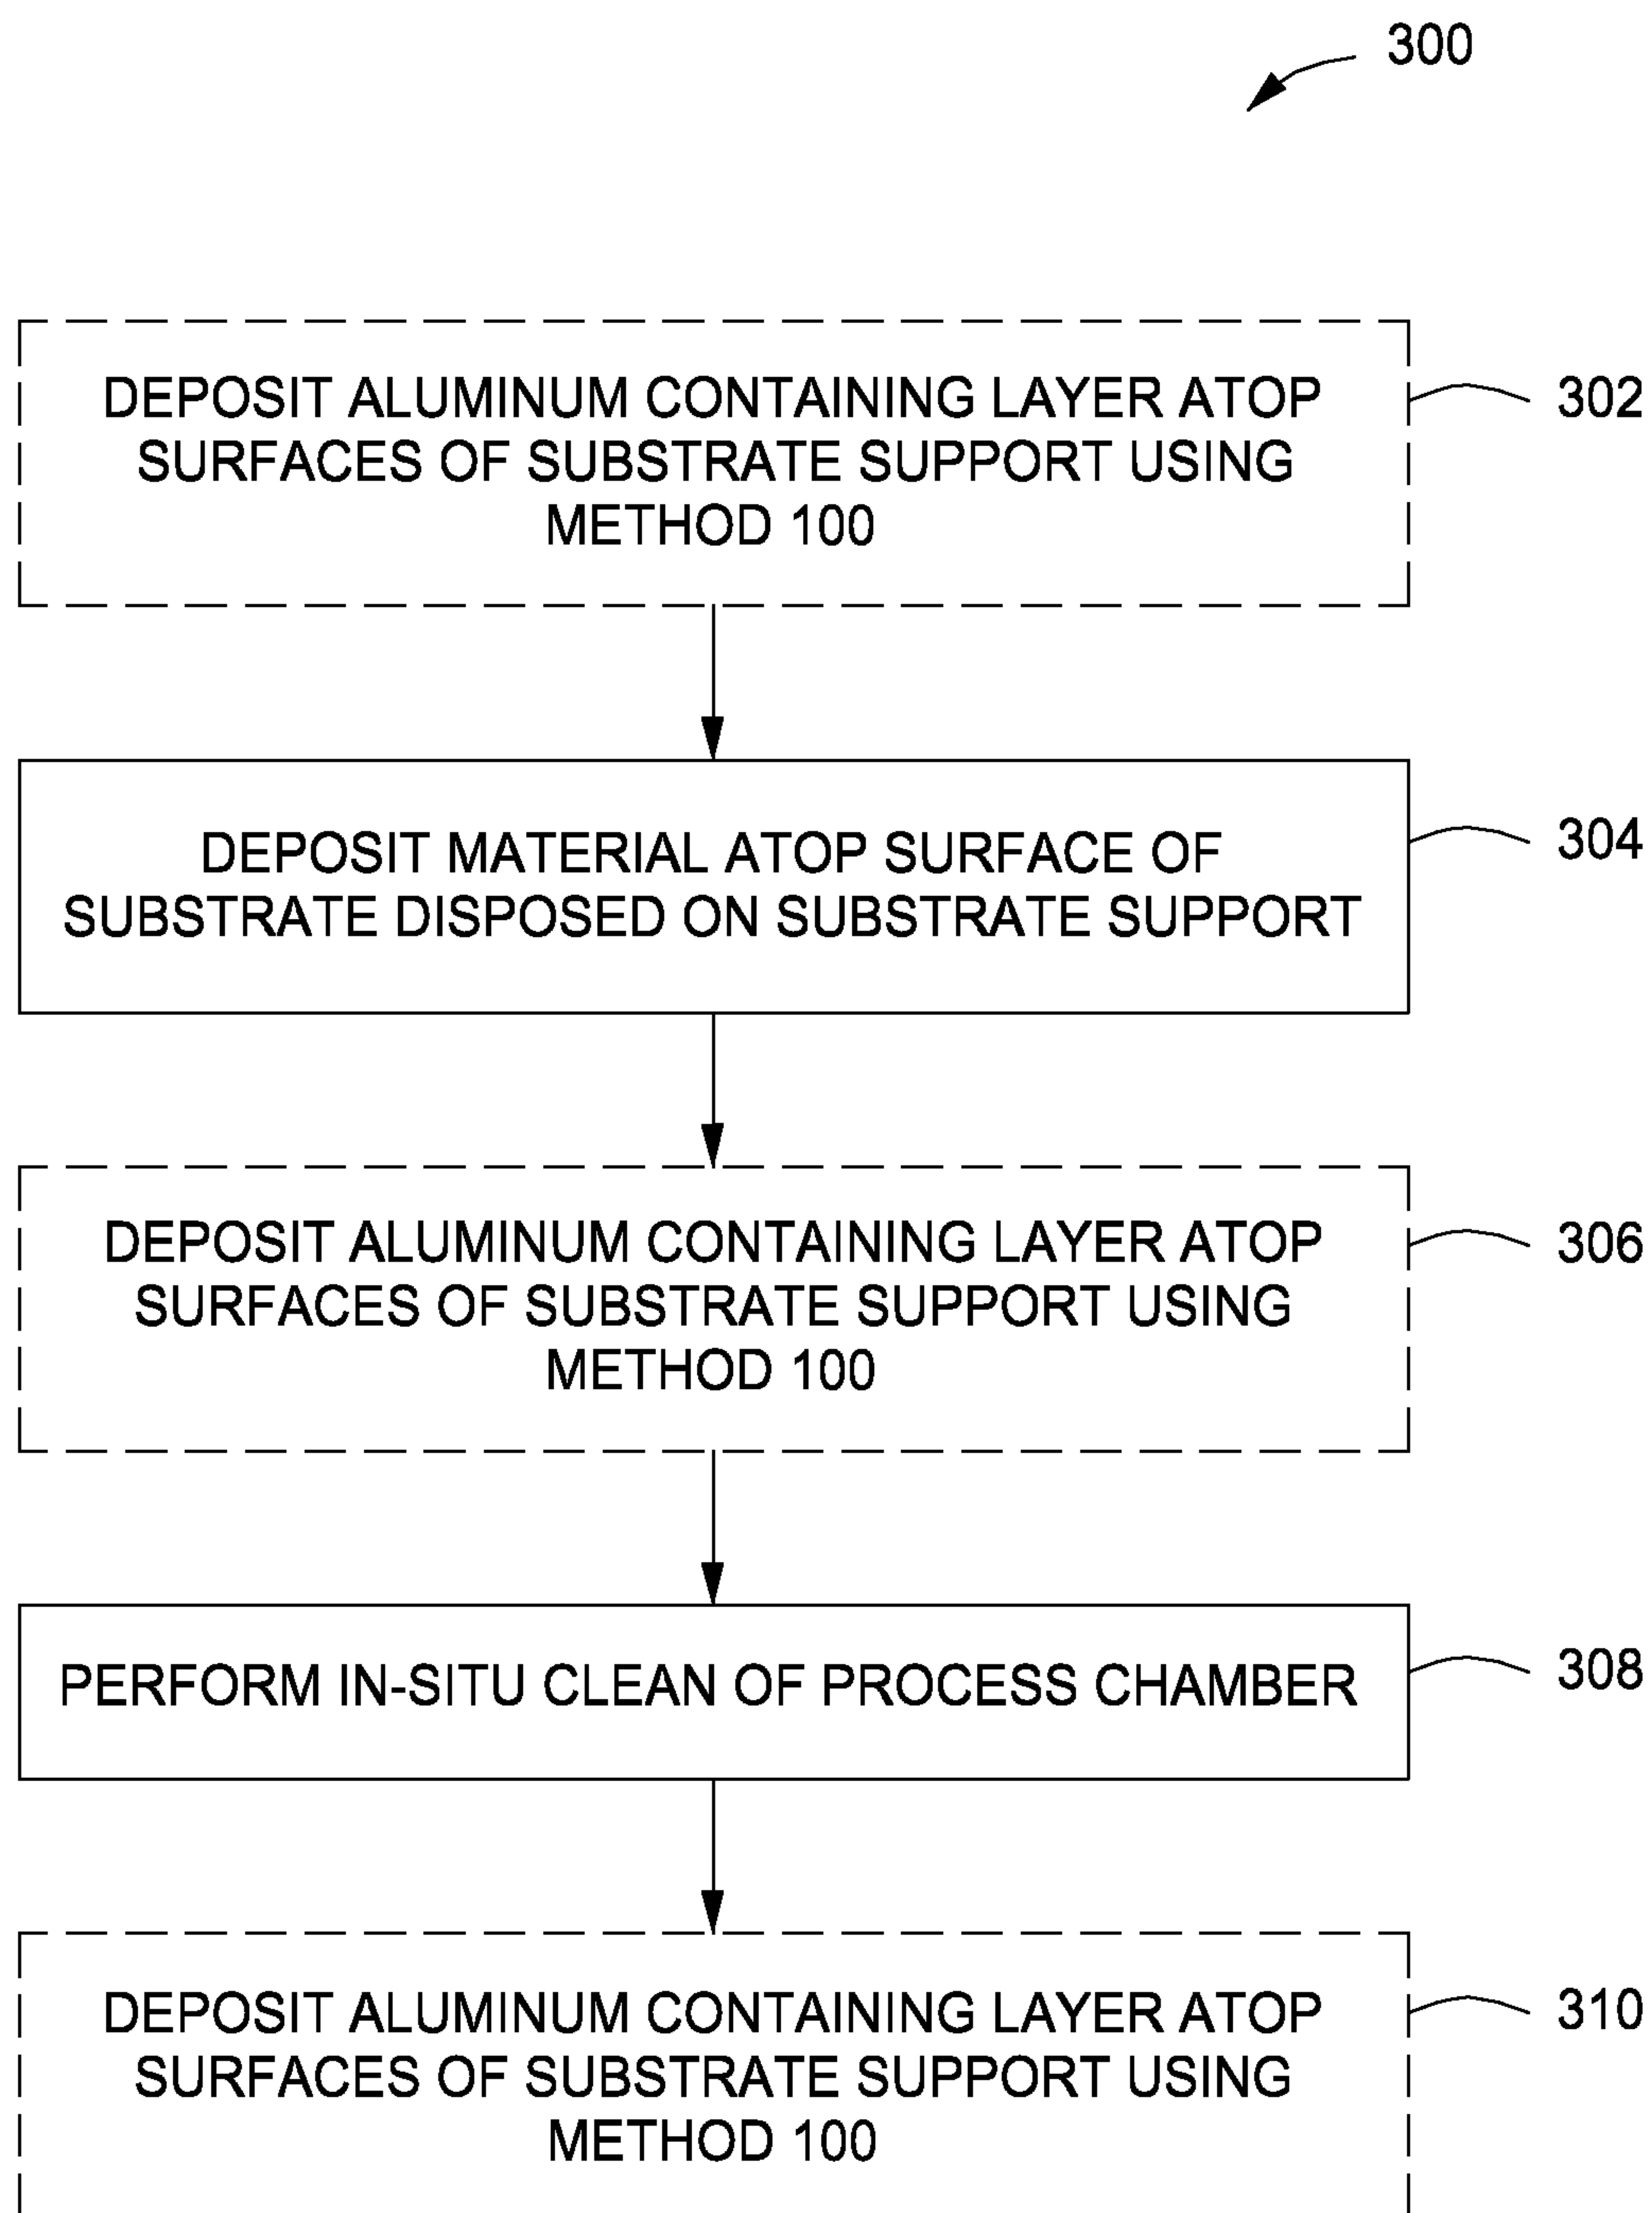 300
DEPOSIT ALUMINUM CONTAINING LAYER ATOP
SURFACES OF SUBSTRATE SUPPORT USING
METHOD 100
302
DEPOSIT MATERIAL ATOP SURFACE OF
SUBSTRATE DISPOSED ON SUBSTRATE SUPPORT
304
DEPOSIT ALUMINUM CONTAINING LAYER ATOP
SURFACES OF SUBSTRATE SUPPORT USING
METHOD 100
306
PERFORM IN-SITU CLEAN OF PROCESS CHAMBER
308
DEPOSIT ALUMINUM CONTAINING LAYER ATOP
SURFACES OF SUBSTRATE SUPPORT USING
METHOD 100
310